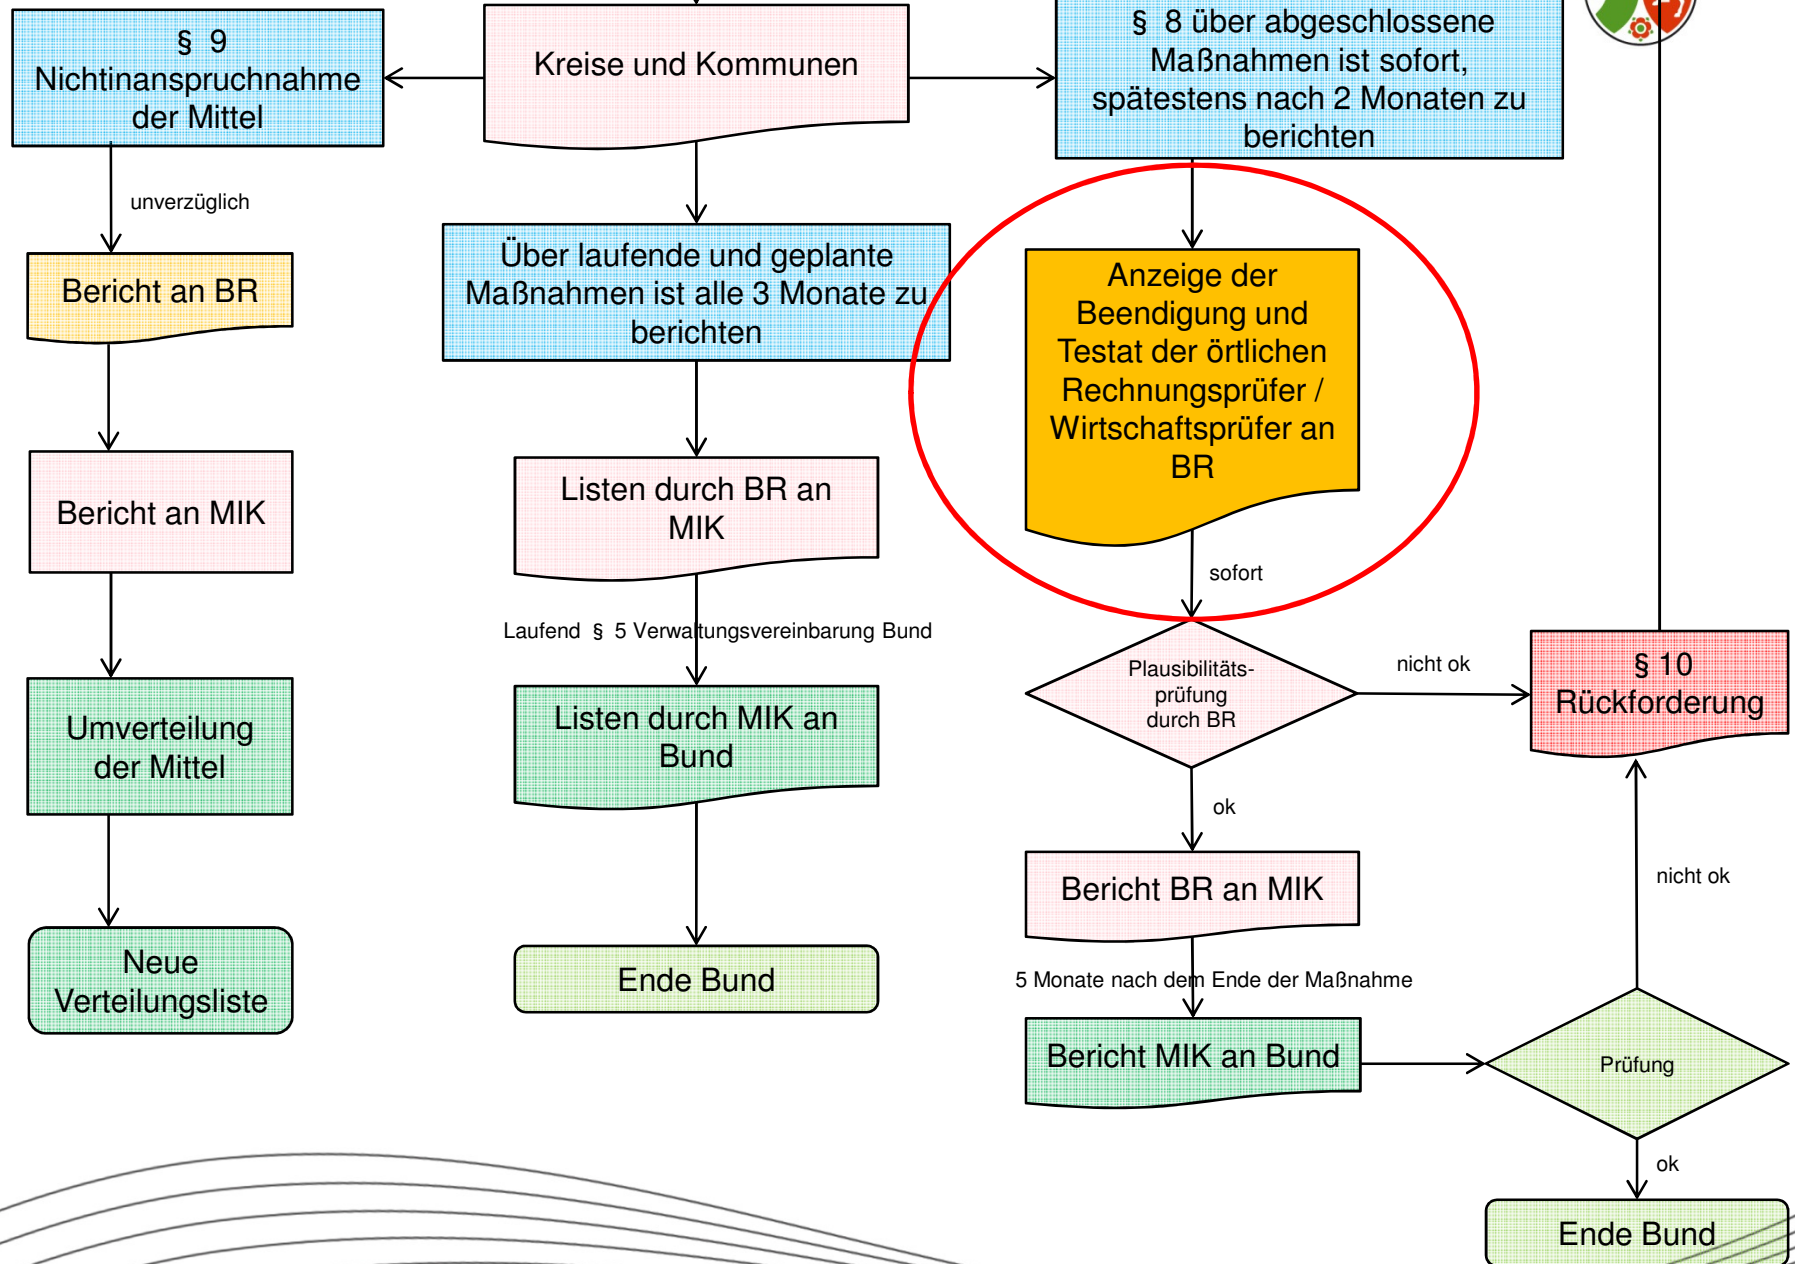 § 9
Nichtinanspruchnahme
der Mittel
Kreise und Kommunen
§ 8 über abgeschlossene
Maßnahmen ist sofort,
spätestens nach 2 Monaten zu
berichten
unverzüglich
Bericht an BR
Über laufende und geplante
Maßnahmen ist alle 3 Monate zu
berichten
Anzeige der
Beendigung und
Testat der örtlichen
Rechnungsprüfer /
Wirtschaftsprüfer an
BR
Bericht an MIK
Listen durch BR an
MIK
sofort
Laufend § 5 Verwaltungsvereinbarung Bund
Plausibilitäts-
prüfung
durch BR
nicht ok
§ 10
Rückforderung
Umverteilung
der Mittel
Listen durch MIK an
Bund
ok
Bericht BR an MIK
nicht ok
Neue
Verteilungsliste
Ende Bund
5 Monate nach dem Ende der Maßnahme
Bericht MIK an Bund
Prüfung
ok
Ende Bund